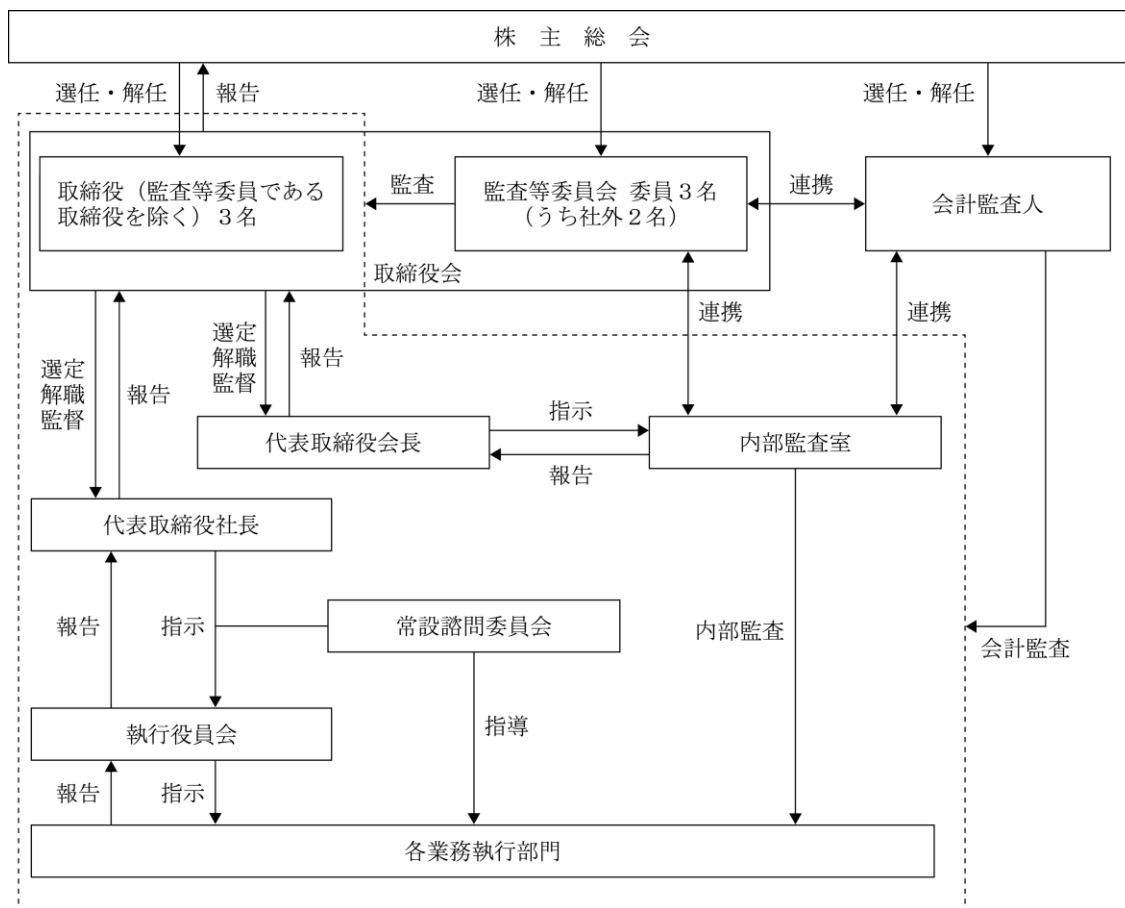 株主総会
選任・解任
報告
選任・解任
選任・解任
取締役（監査等委員である
取締役を除く）３名
監査
監査等委員会 委員３名
（うち社外２名）
連携
会計監査人
取締役会
選定
解職
監督
報告
選定
解職
監督
報告
連携
連携
代表取締役会長
指示
報告
内部監査室
代表取締役社長
報告
指示
常設諮問委員会
内部監査
会計監査
執行役員会
指導
報告
指示
各業務執行部門